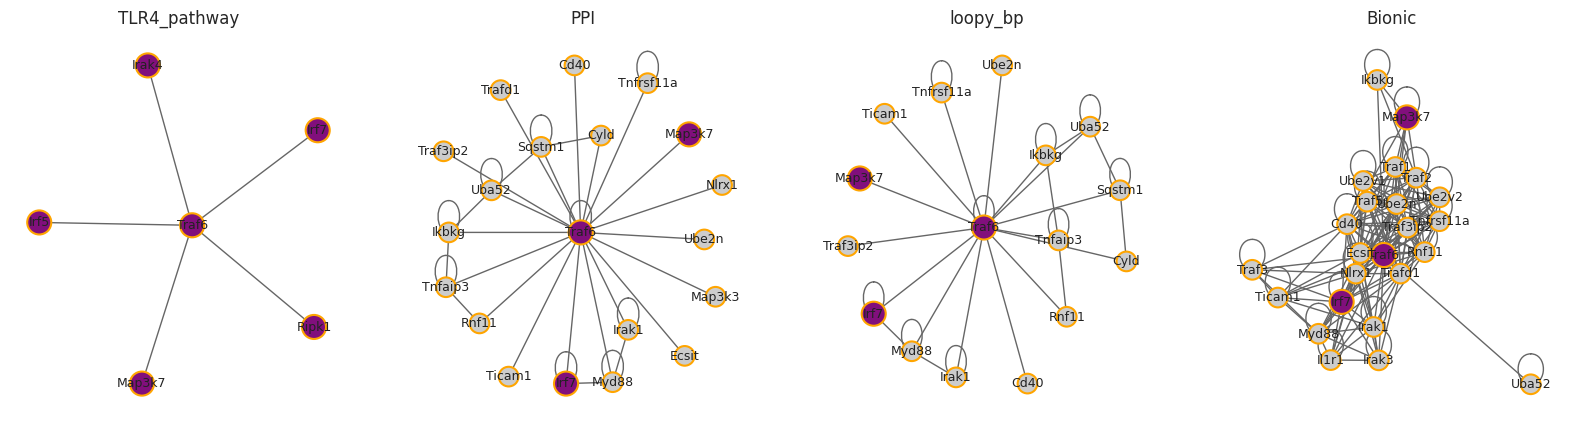 TLR4_pathway
Irak4
Irf7
Irf5
Traf6
Ripk1
Map3k7
PPI
Cd40
Tnfrsf11a
Trafd1
Map3k7
Cyld
Sqstm1
Traf3ip2
Nlrx1
Uba52
Ikbkg
Traf6
Ube2n
Tnfaip3
Map3k3
Rnf11
Irak1
Ecsit
Ticam1
Irf7
Myd88
loopy_bp
Ube2n
Tnfrsf11a
Ticam1
Uba52
Ikbkg
Map3k7
Sqstm1
Traf6
Traf3ip2
Tnfaip3
Cyld
Irf7
Rnf11
Myd88
Irak1
Cd40
Bionic
Ikbkg
Map3k7
Traf1
Ube2v1
Traf2
Ube2v2
Ube2n
Tnfrsf11a
Cd40
Traf3ip2
Ecsit
Traf6
Rnf11
Traf3
Nlrx1
Trafd1
Ticam1
Irf7
Myd88
Irak1
Il1r1
Irak3
Uba52